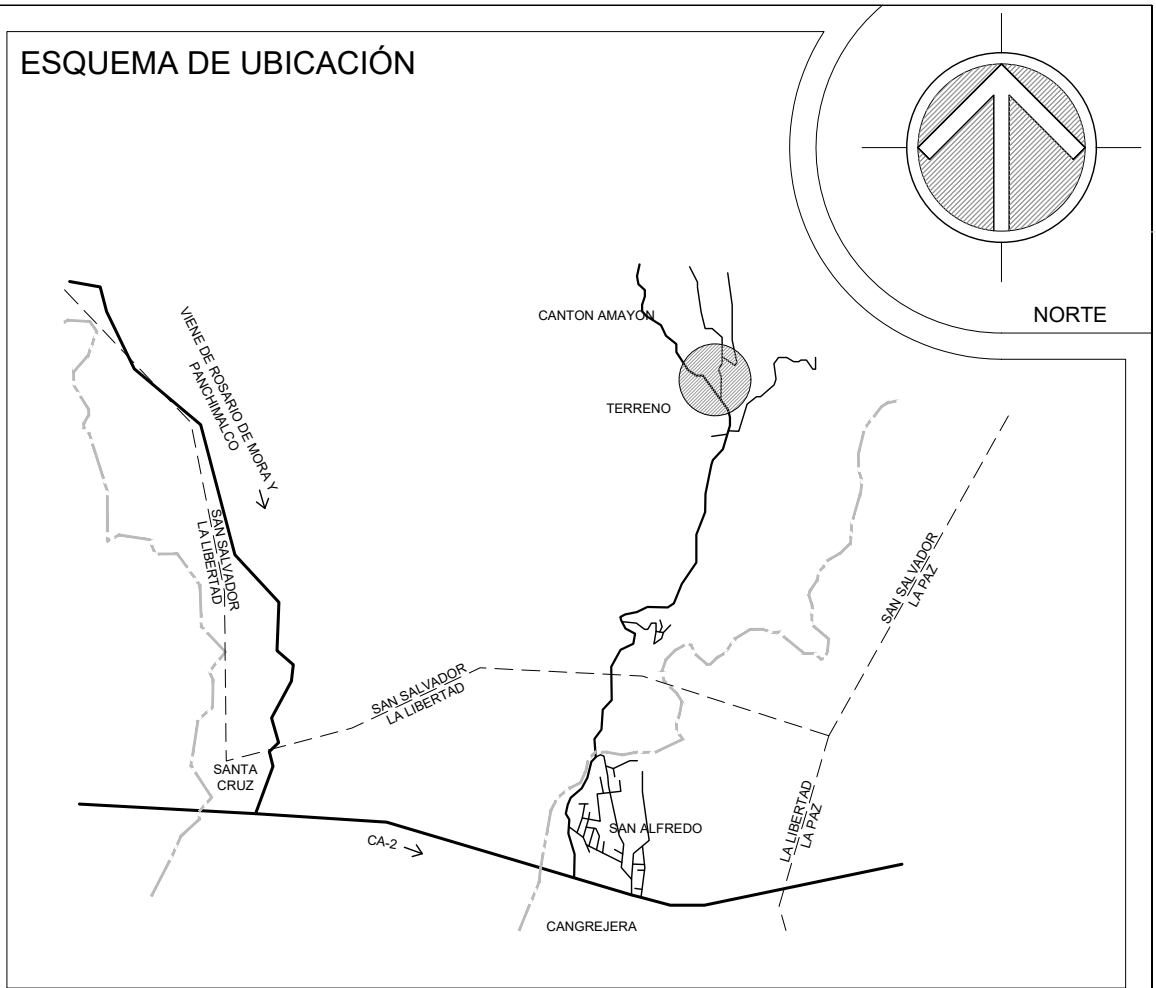 ESQUEMA DE UBICACIÓN
NORTE
CANTON AMAYON
VIENE DE ROSARIO DE MORA Y
PANCHIMALCO
TERRENO
SAN SALVADOR
LA LIBERTAD
SAN SALVADOR
LA PAZ
SAN SALVADOR
LA LIBERTAD
SANTA
CRUZ
LA LIBERTAD
LA PAZ
SAN ALFREDO
CA-2
CANGREJERA